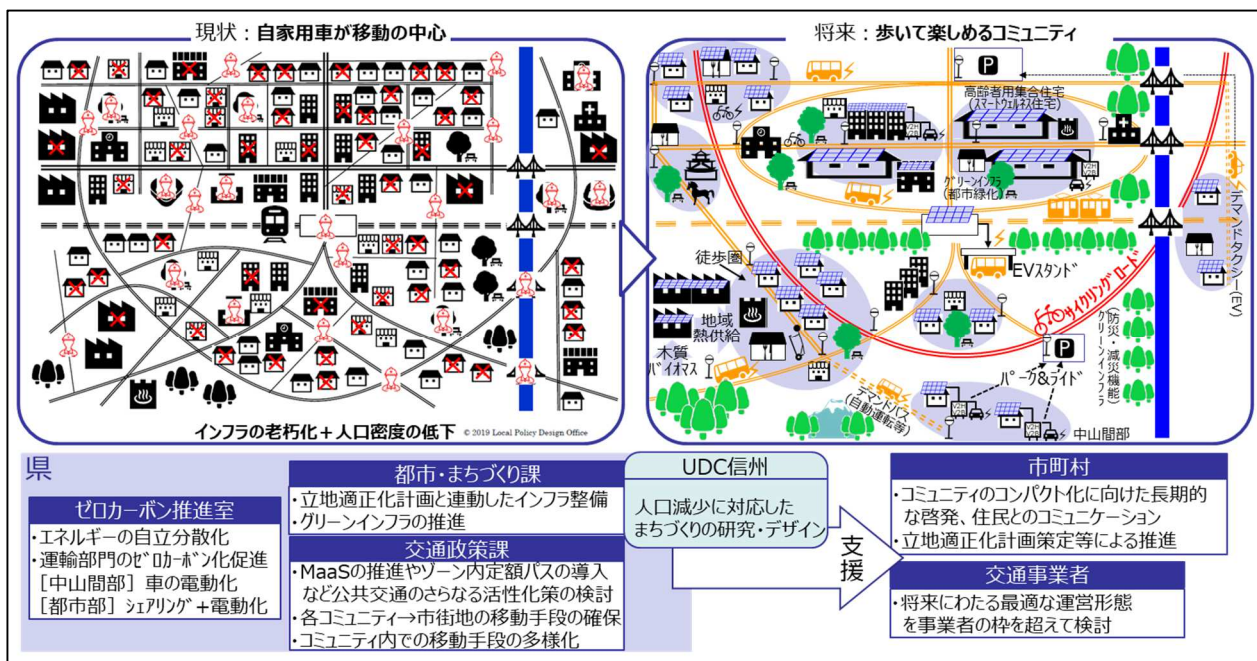 現状：自家用車が移動の中心
インフラの老朽化＋人口密度の低下
© 2019 Local Policy Design Office
将来：歩いて楽しめるコミュニティ
P
高齢者用集合住宅
(スマートウェルネス住宅)
グリーンインフラ
(都市緑化)
デマンドタクシー(EV)
徒歩圏
EVスタンド
サイクリングロード
地域
熱供給
木質
バイオマス
P
パーク&ライド
(防災・減災機能)
グリーンインフラ
デマンドバス
(自動運転等)
中山間部
県
ゼロカーボン推進室
・エネルギーの自立分散化
・運輸部門のゼロカーボン化促進
［中山間部］車の電動化
［都市部］シェアリング+電動化
都市・まちづくり課
・立地適正化計画と連動したインフラ整備
・グリーンインフラの推進
交通政策課
・MaaSの推進やゾーン内定額パスの導入
など公共交通のさらなる活性化策の検討
・各コミュニティ→市街地の移動手段の確保
・コミュニティ内での移動手段の多様化
UDC信州
人口減少に対応した
まちづくりの研究・デザイン
支援
市町村
・コミュニティのコンパクト化に向けた長期的
な啓発、住民とのコミュニケーション
・立地適正化計画策定等による推進
交通事業者
・将来にわたる最適な運営形態
を事業者の枠を超えて検討